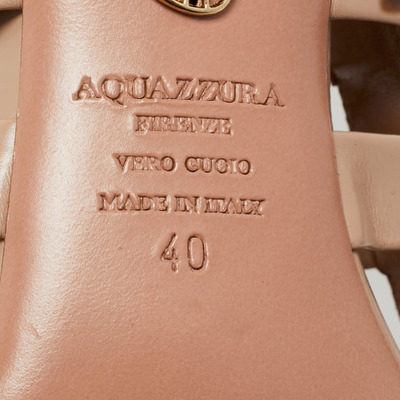 AQUAZZURA
FIRENZE
VERO CUOIO
MADE IN ITALY
40